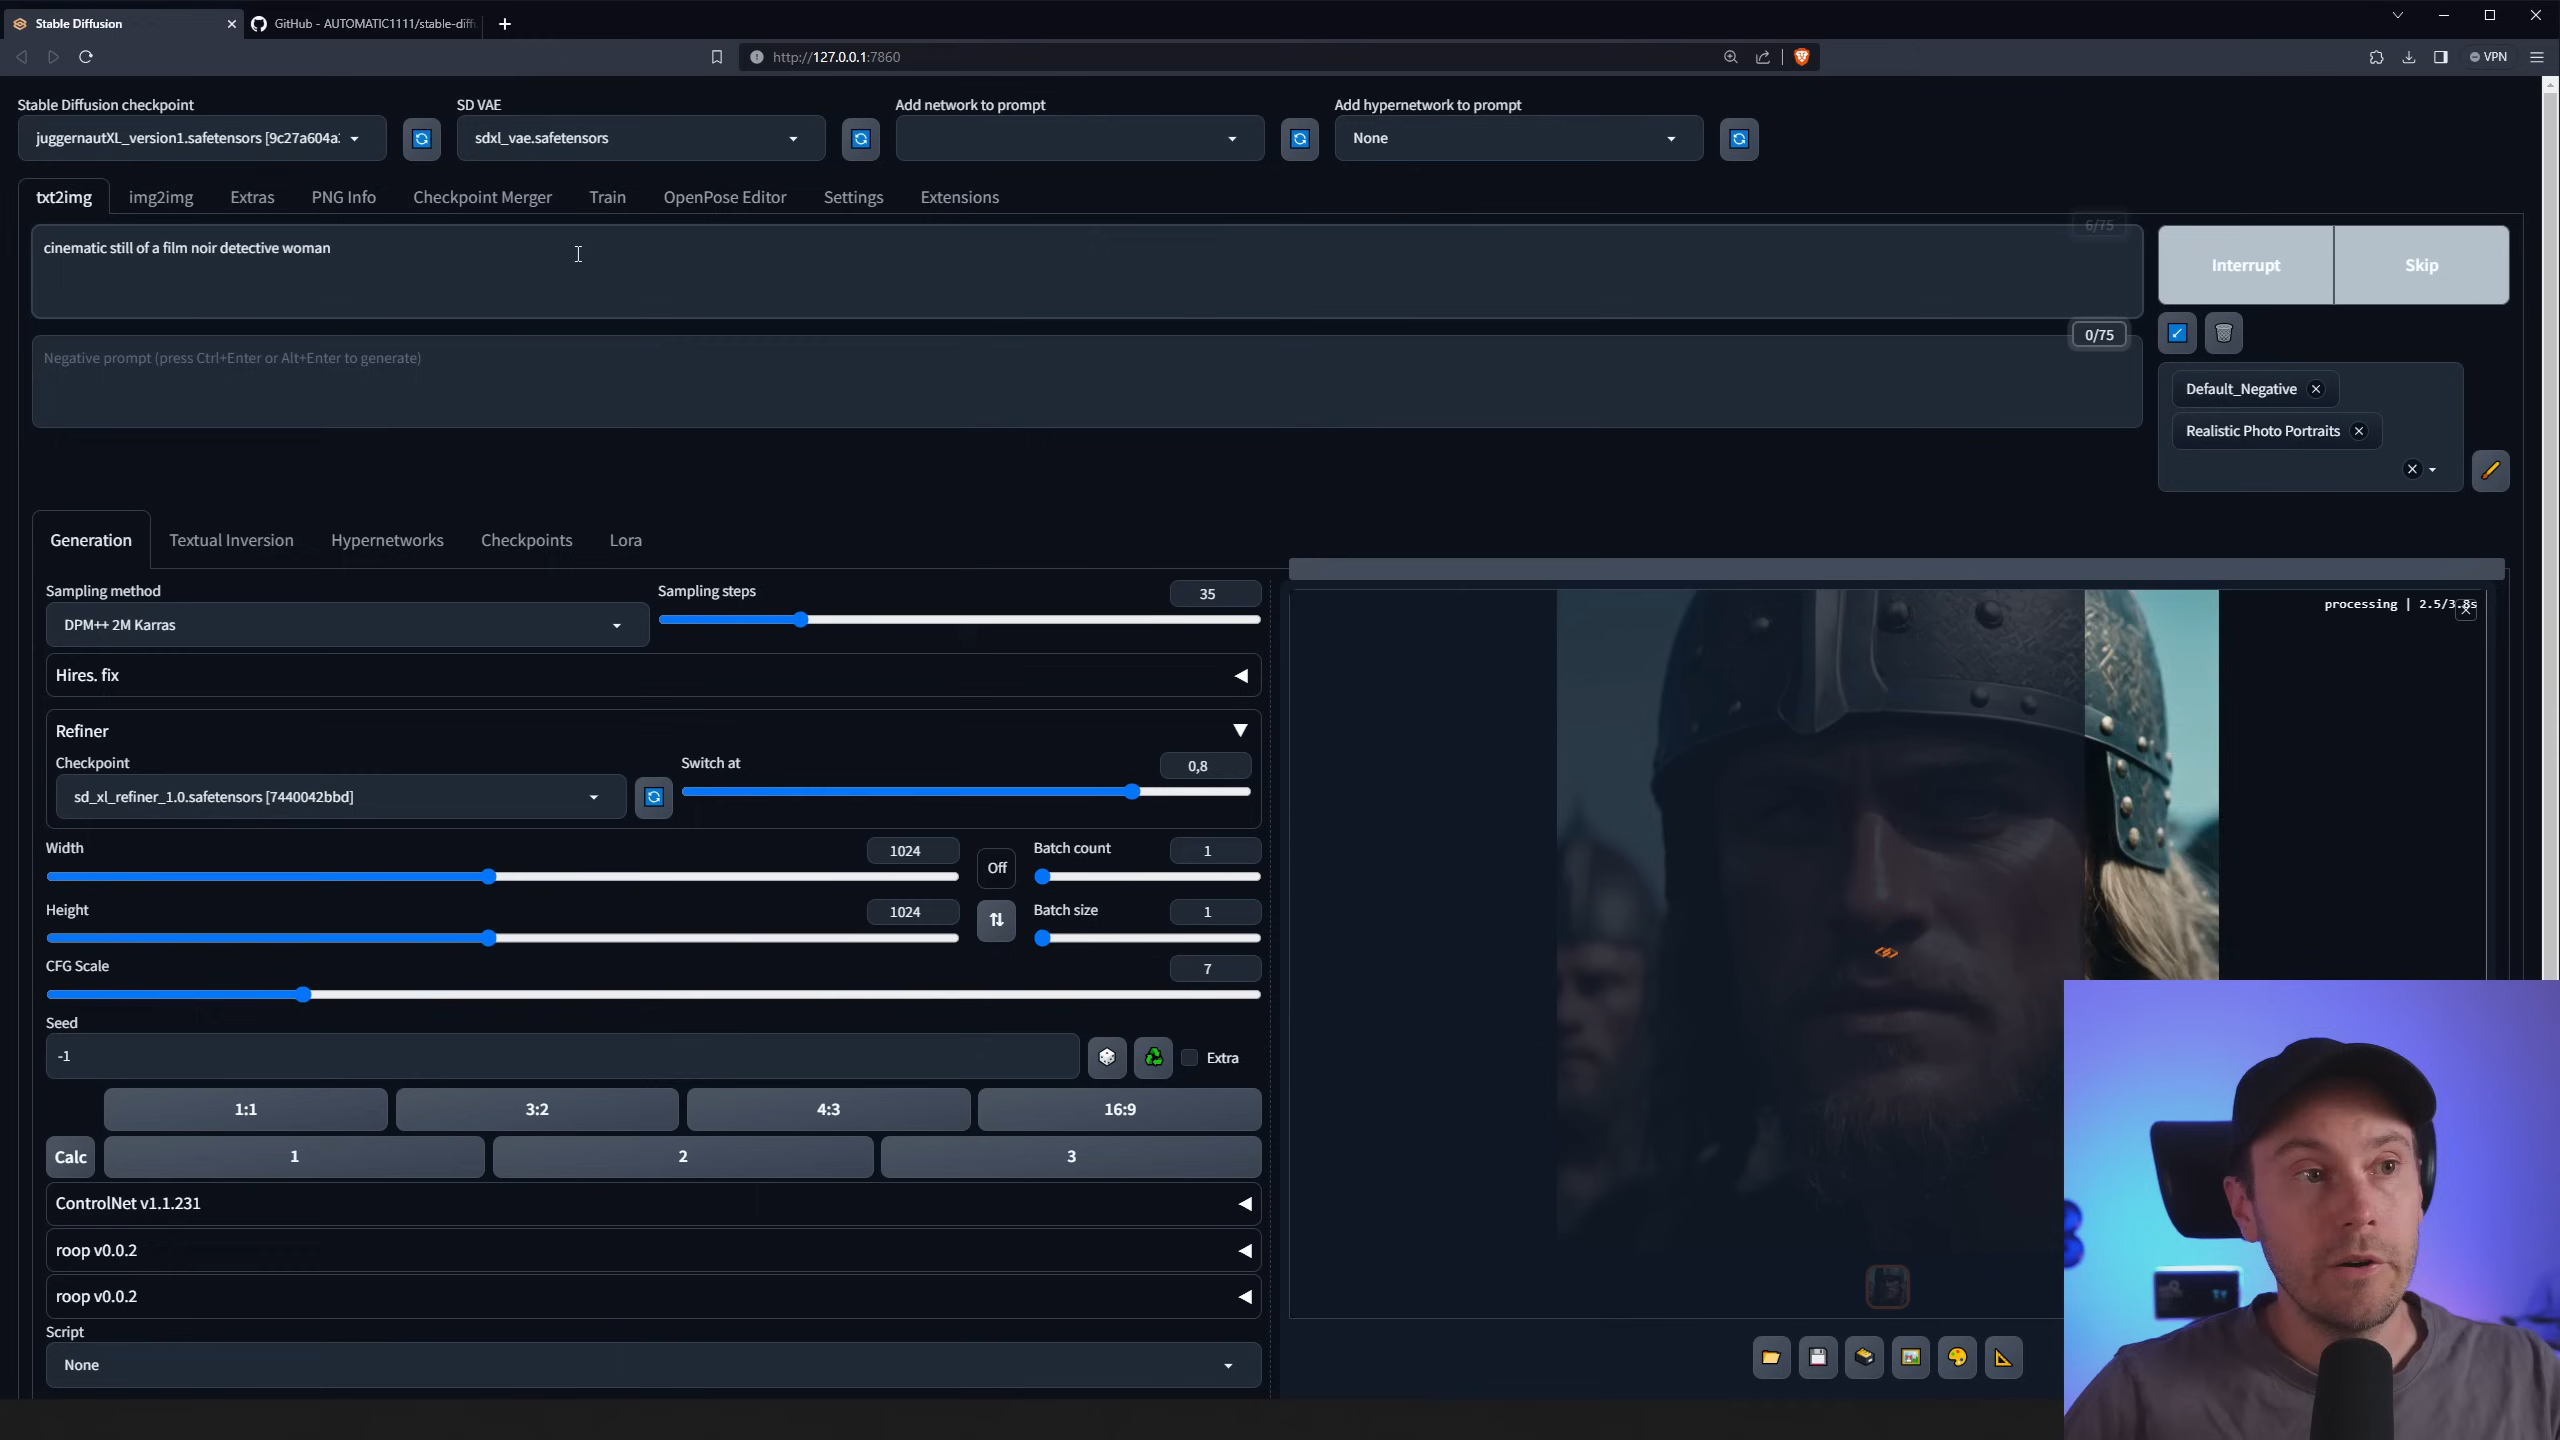 Stable Diffusion
GitHub - AUTOMATIC1111/stable-diff
http://127.0.0.1:7860
VPN
Stable Diffusion checkpoint
SD VAE
Add network to prompt
Add hypernetwork to prompt
juggernautXL_version1.safetensors [9c27a604a
sdxl_vae.safetensors
None
txt2img
img2img
Extras
PNG Info
Checkpoint Merger
Train
OpenPose Editor
Settings
Extensions
6/75
cinematic still of a film noir detective woman
Interrupt
Skip
0/75
Negative prompt (press Ctrl+Enter or Alt+Enter to generate)
Default_Negative
Realistic Photo Portraits
Generation
Textual Inversion
Hypernetworks
Checkpoints
Lora
Sampling method
Sampling steps
35
DPM++ 2M Karras
processing | 2.5/3.8s
Hires. fix
Refiner
Checkpoint
Switch at
0,8
sd_xl_refiner_1.0.safetensors [7440042bbd]
Width
1024
Off
Batch count
1
Height
1024
Batch size
1
CFG Scale
7
Seed
-1
Extra
1:1
3:2
4:3
16:9
Calc
1
2
3
ControlNet v1.1.231
roop v0.0.2
roop v0.0.2
Script
None